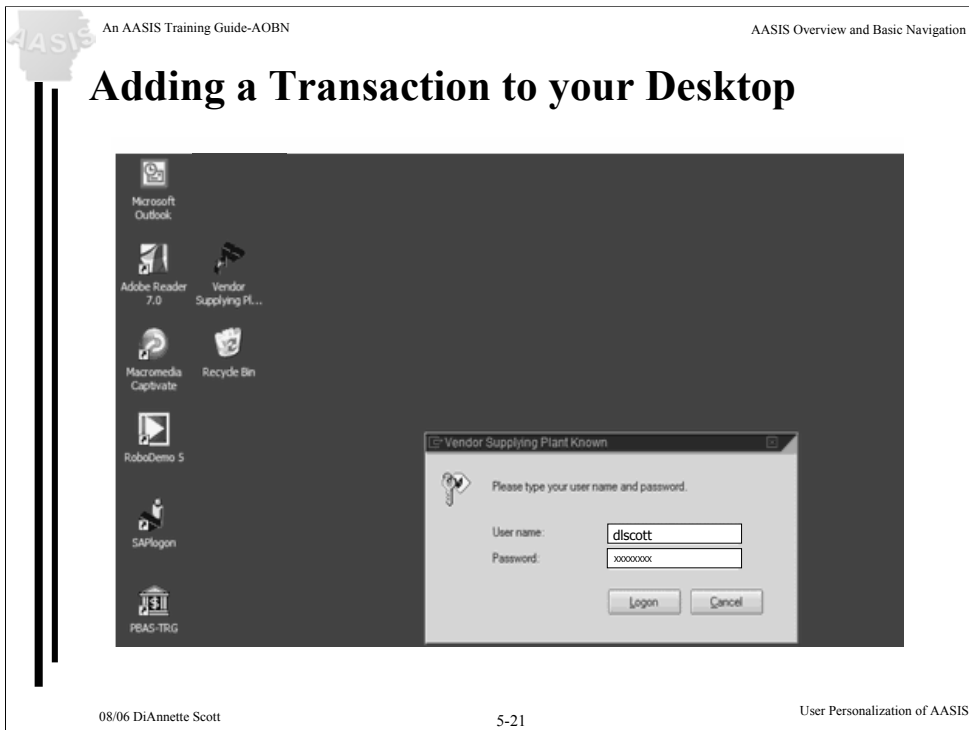 AASIS
An AASIS Training Guide-AOBN
AASIS Overview and Basic Navigation
Adding a Transaction to your Desktop
Microsoft
Outlook
Adobe Reader
7.0
Vendor
Supplying Pl...
Macromedia
Captivate
Recycle Bin
RoboDemo 5
SAPlogon
PBAS-TRG
Vendor Supplying Plant Known
Please type your user name and password.
User name:
dlscott
Password:
xxxxxxxx
Logon
Cancel
08/06 DiAnnette Scott
5-21
User Personalization of AASIS